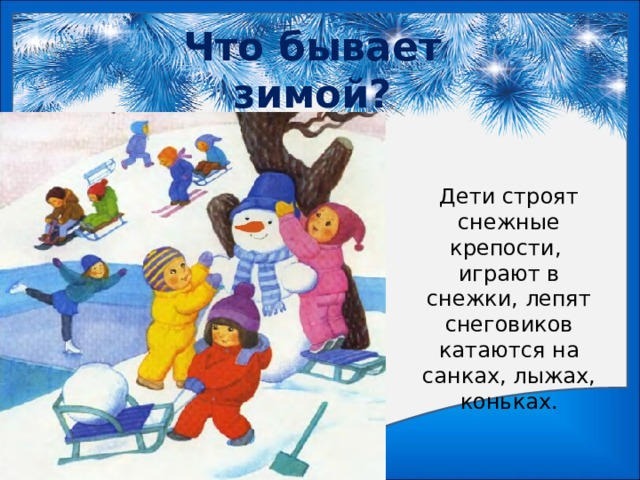 Что бывает
зимой?
Дети строят
снежные
крепости,
играют в
снежки, лепят
снеговиков
катаются на
санках, лыжах,
коньках.